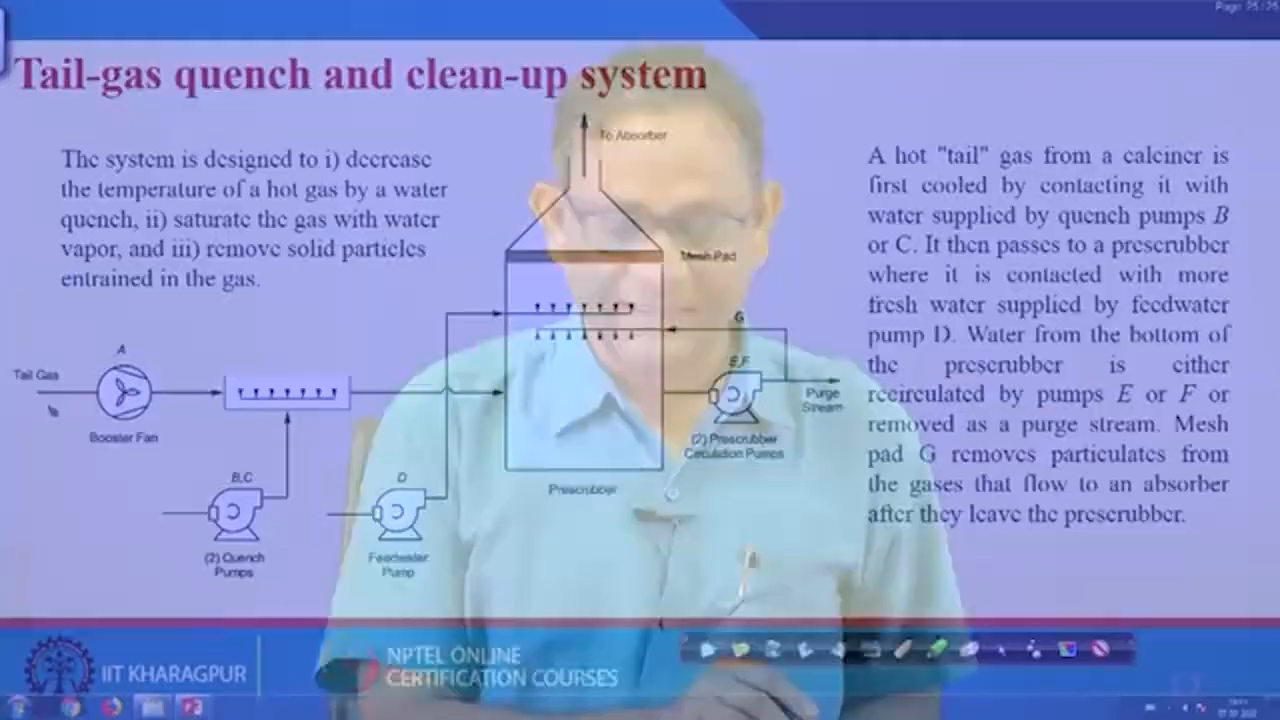 Page: 25/25
Tail-gas quench and clean-up system
The system is designed to i) decrease
the temperature of a hot gas by a water
quench, ii) saturate the gas with water
vapor, and iii) remove solid particles
entrained in the gas.
To Absorber
Mesh Pad
G
A
Tail Gas
Booster Fan
B,C
(2) Quench
Pumps
D
Feedwater
Pump
Prescrubber
E,F
(2) Prescrubber
Circulation Pumps
Purge
Stream
A hot "tail" gas from a calciner is
first cooled by contacting it with
water supplied by quench pumps B
or C. It then passes to a prescrubber
where it is contacted with more
fresh water supplied by feedwater
pump D. Water from the bottom of
the prescrubber is either
recirculated by pumps E or F or
removed as a purge stream. Mesh
pad G removes particulates from
the gases that flow to an absorber
after they leave the prescrubber.
IIT KHARAGPUR
NPTEL ONLINE
CERTIFICATION COURSES